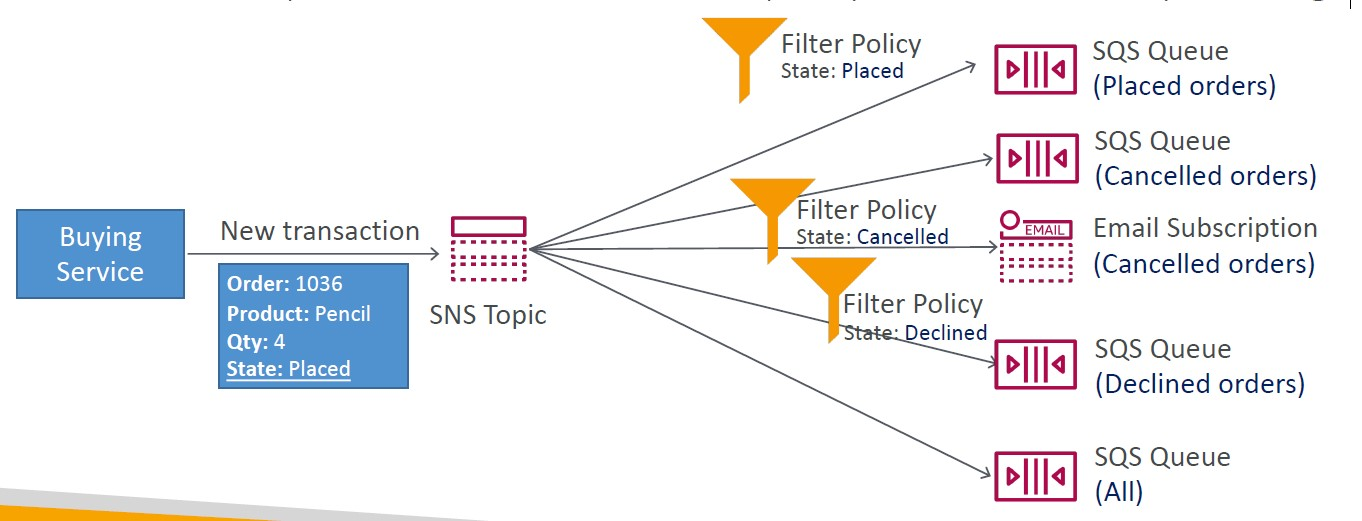 Filter Policy
State: Placed
SQS Queue
(Placed orders)
SQS Queue
(Cancelled orders)
Filter Policy
State: Cancelled
EMAIL
Email Subscription
(Cancelled orders)
Buying
Service
New transaction
Order: 1036
Product: Pencil
Qty: 4
State: Placed
SNS Topic
Filter Policy
State: Declined
SQS Queue
(Declined orders)
SQS Queue
(All)